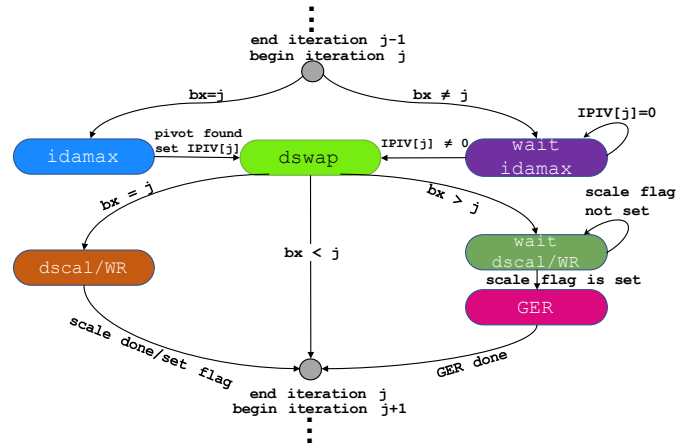 end iteration j-1
begin iteration j
bx=j
bx ≠ j
IPIV[j]=0
pivot found
set IPIV[j]
IPIV[j] ≠ 0
idamax
dswap
wait
idamax
bx = j
bx > j
scale flag
not set
bx < j
wait
dscal/WR
dscal/WR
scale flag is set
GER
scale done/set flag
GER done
end iteration j
begin iteration j+1